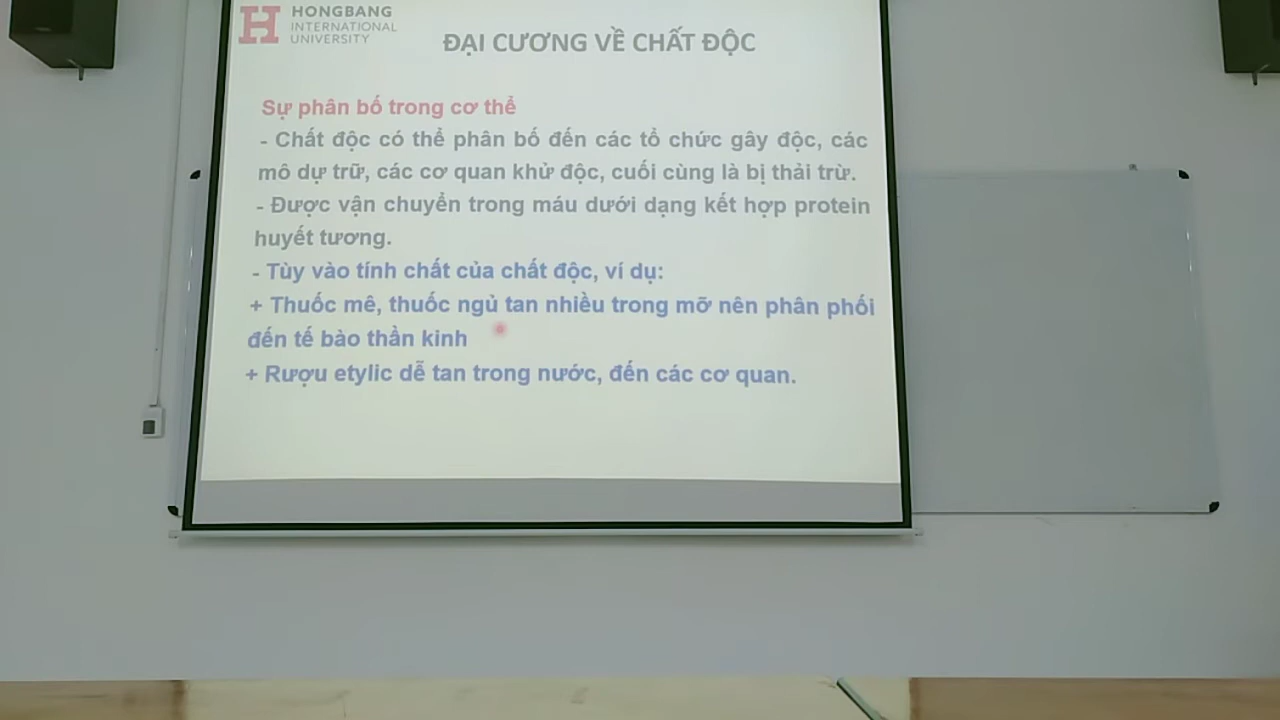 HONGBANG
INTERNATIONAL
UNIVERSITY
ĐẠI CƯƠNG VỀ CHẤT ĐỘC
Sự phân bố trong cơ thể
- Chất độc có thể phân bố đến các tổ chức gây độc, các
mô dự trữ, các cơ quan khử độc, cuối cùng là bị thải trừ.
- Được vận chuyển trong máu dưới dạng kết hợp protein
huyết tương.
- Tùy vào tính chất của chất độc, ví dụ:
+ Thuốc mê, thuốc ngủ tan nhiều trong mỡ nên phân phối
đến tế bào thần kinh
+ Rượu etylic dễ tan trong nước, đến các cơ quan.